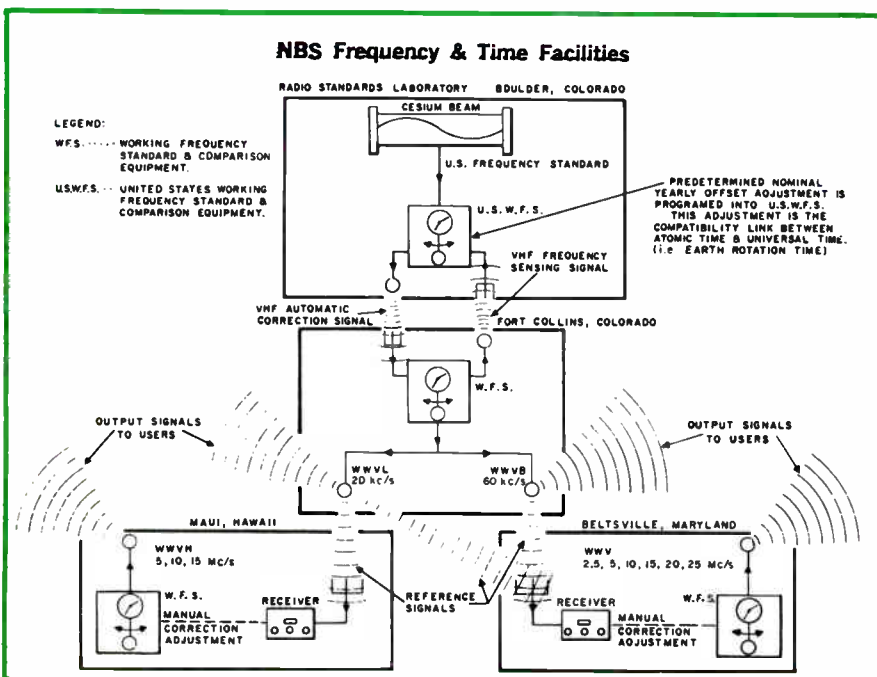 NBS Frequency & Time Facilities
RADIO STANDARDS LABORATORY BOULDER, COLORADO
CESIUM BEAM
LEGEND:
W.F.S. ····· WORKING FREQUENCY
STANDARD & COMPARISON
EQUIPMENT.
U.S.W.F.S. ·· UNITED STATES WORKING
FREQUENCY STANDARD &
COMPARISON EQUIPMENT.
U.S. FREQUENCY STANDARD
U.S.W.F.S.
PREDETERMINED NOMINAL
YEARLY OFFSET ADJUSTMENT IS
PROGRAMED INTO U.S.W.F.S.
THIS ADJUSTMENT IS THE
COMPATIBILITY LINK BETWEEN
ATOMIC TIME & UNIVERSAL TIME.
(i.e EARTH ROTATION TIME)
VHF FREQUENCY
SENSING SIGNAL
VHF AUTOMATIC
CORRECTION SIGNAL
FORT COLLINS, COLORADO
W.F.S.
OUTPUT SIGNALS
TO USERS
OUTPUT SIGNALS
TO USERS
WWVL
20 kc/s
WWVB
60 kc/s
MAUI, HAWAII
WWVH
5, 10, 15 Mc/s
W.F.S.
MANUAL
CORRECTION
ADJUSTMENT
RECEIVER
REFERENCE
SIGNALS
BELTSVILLE, MARYLAND
WWV
2.5, 5, 10, 15, 20, 25 Mc/s
RECEIVER
MANUAL
CORRECTION
ADJUSTMENT
W.F.S.